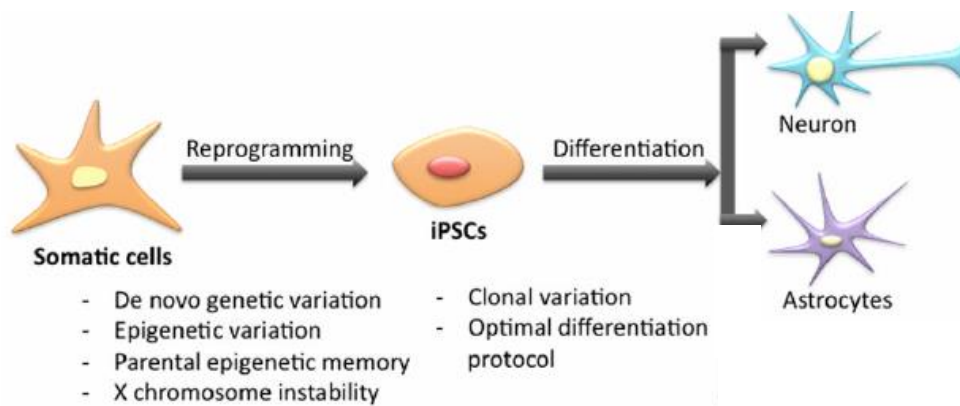 Reprogramming
Differentiation
Neuron
Somatic cells
iPSCs
Astrocytes
- De novo genetic variation
- Epigenetic variation
- Parental epigenetic memory
- X chromosome instability
- Clonal variation
- Optimal differentiation
protocol